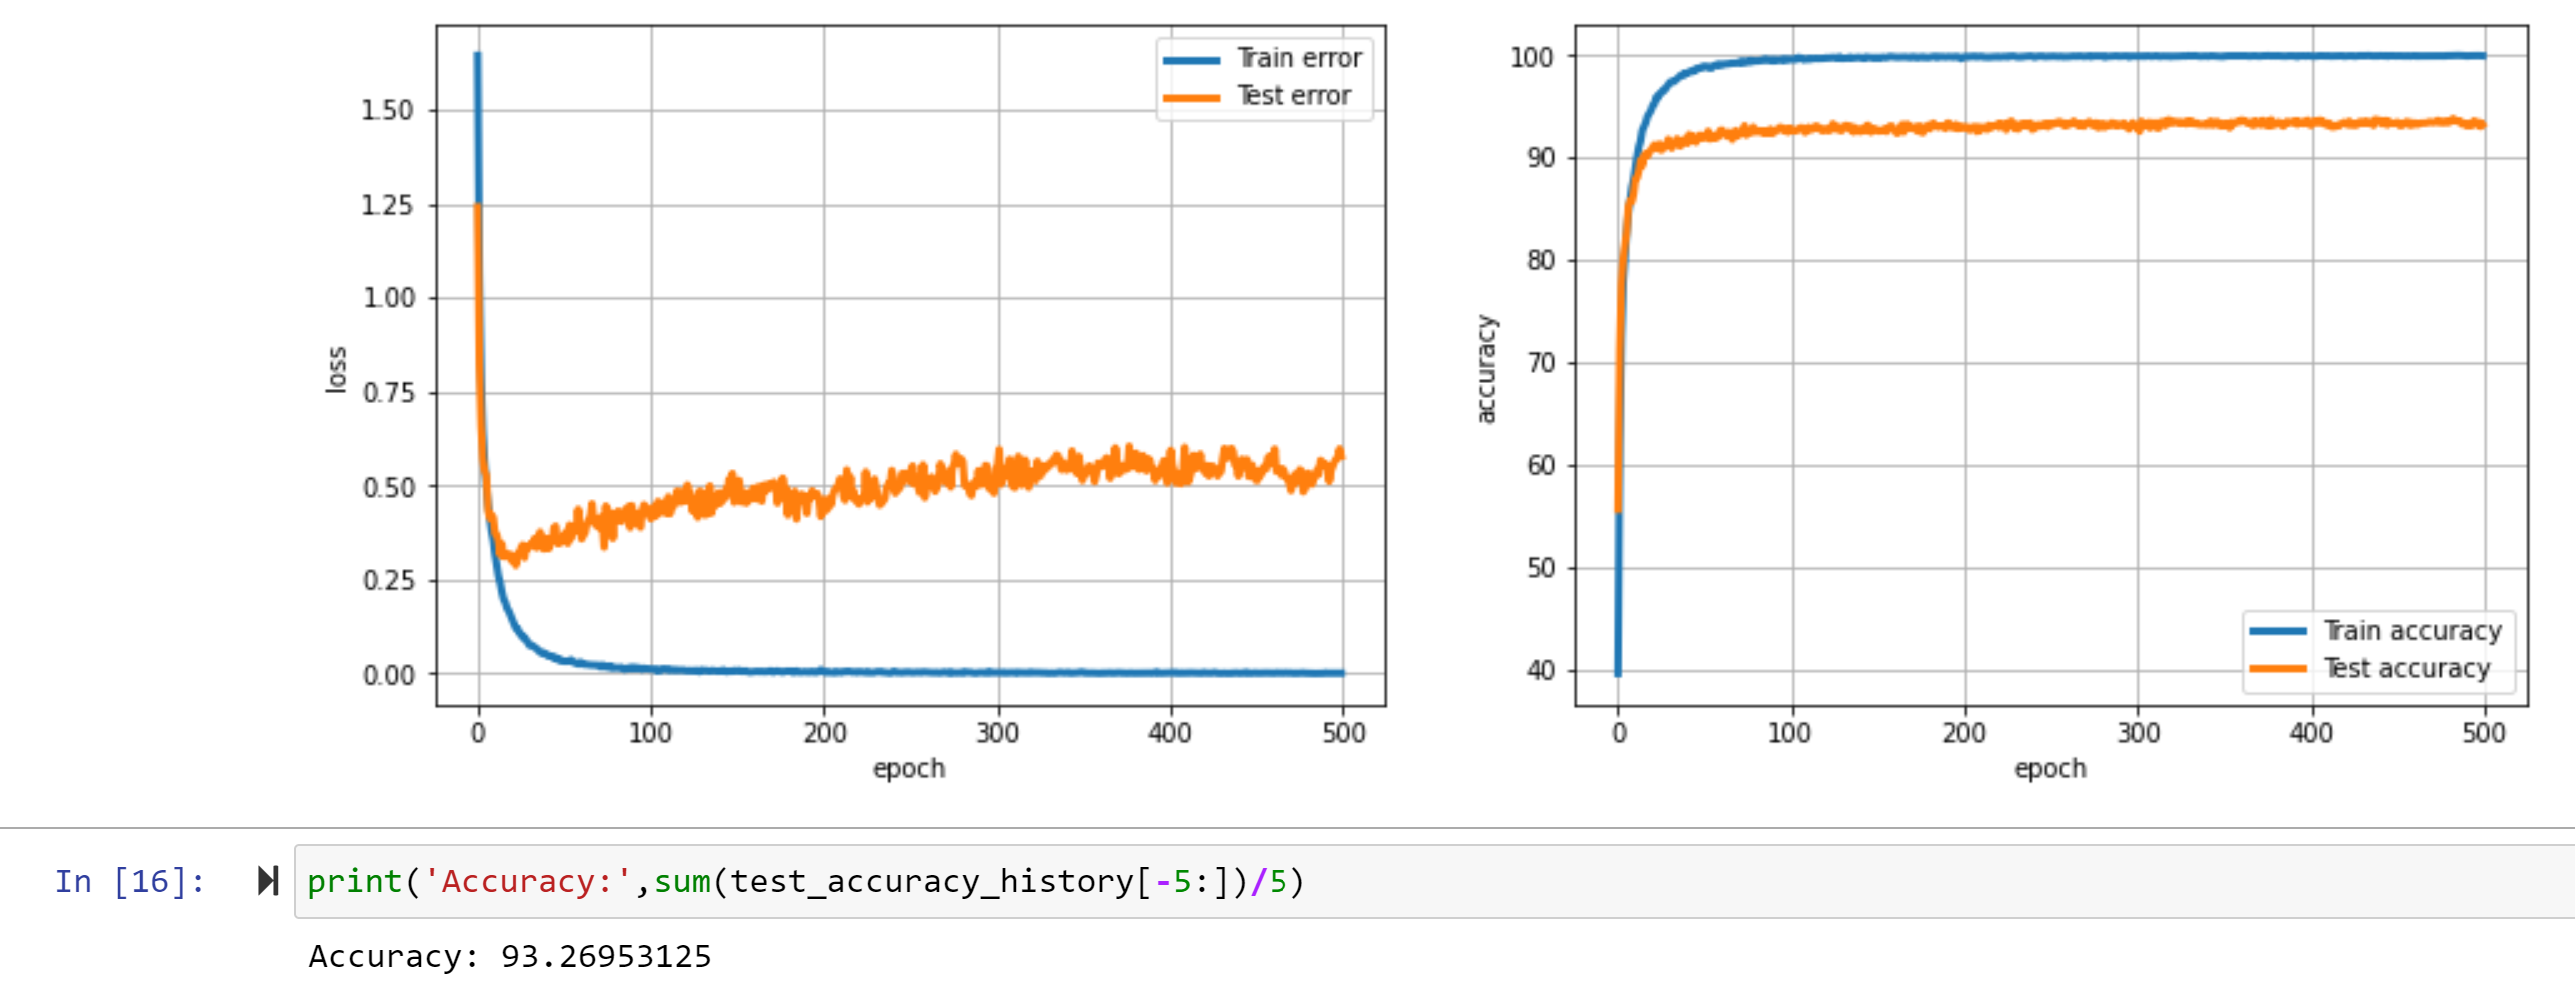 Train error
Test error
1.50
1.25
1.00
0.75
0.50
0.25
0.00
loss
0 100 200 300 400 500
epoch
100
90
80
70
60
50
40
accuracy
Train accuracy
Test accuracy
0 100 200 300 400 500
epoch
In [16]: print('Accuracy:',sum(test_accuracy_history[-5:])/5)
Accuracy: 93.26953125